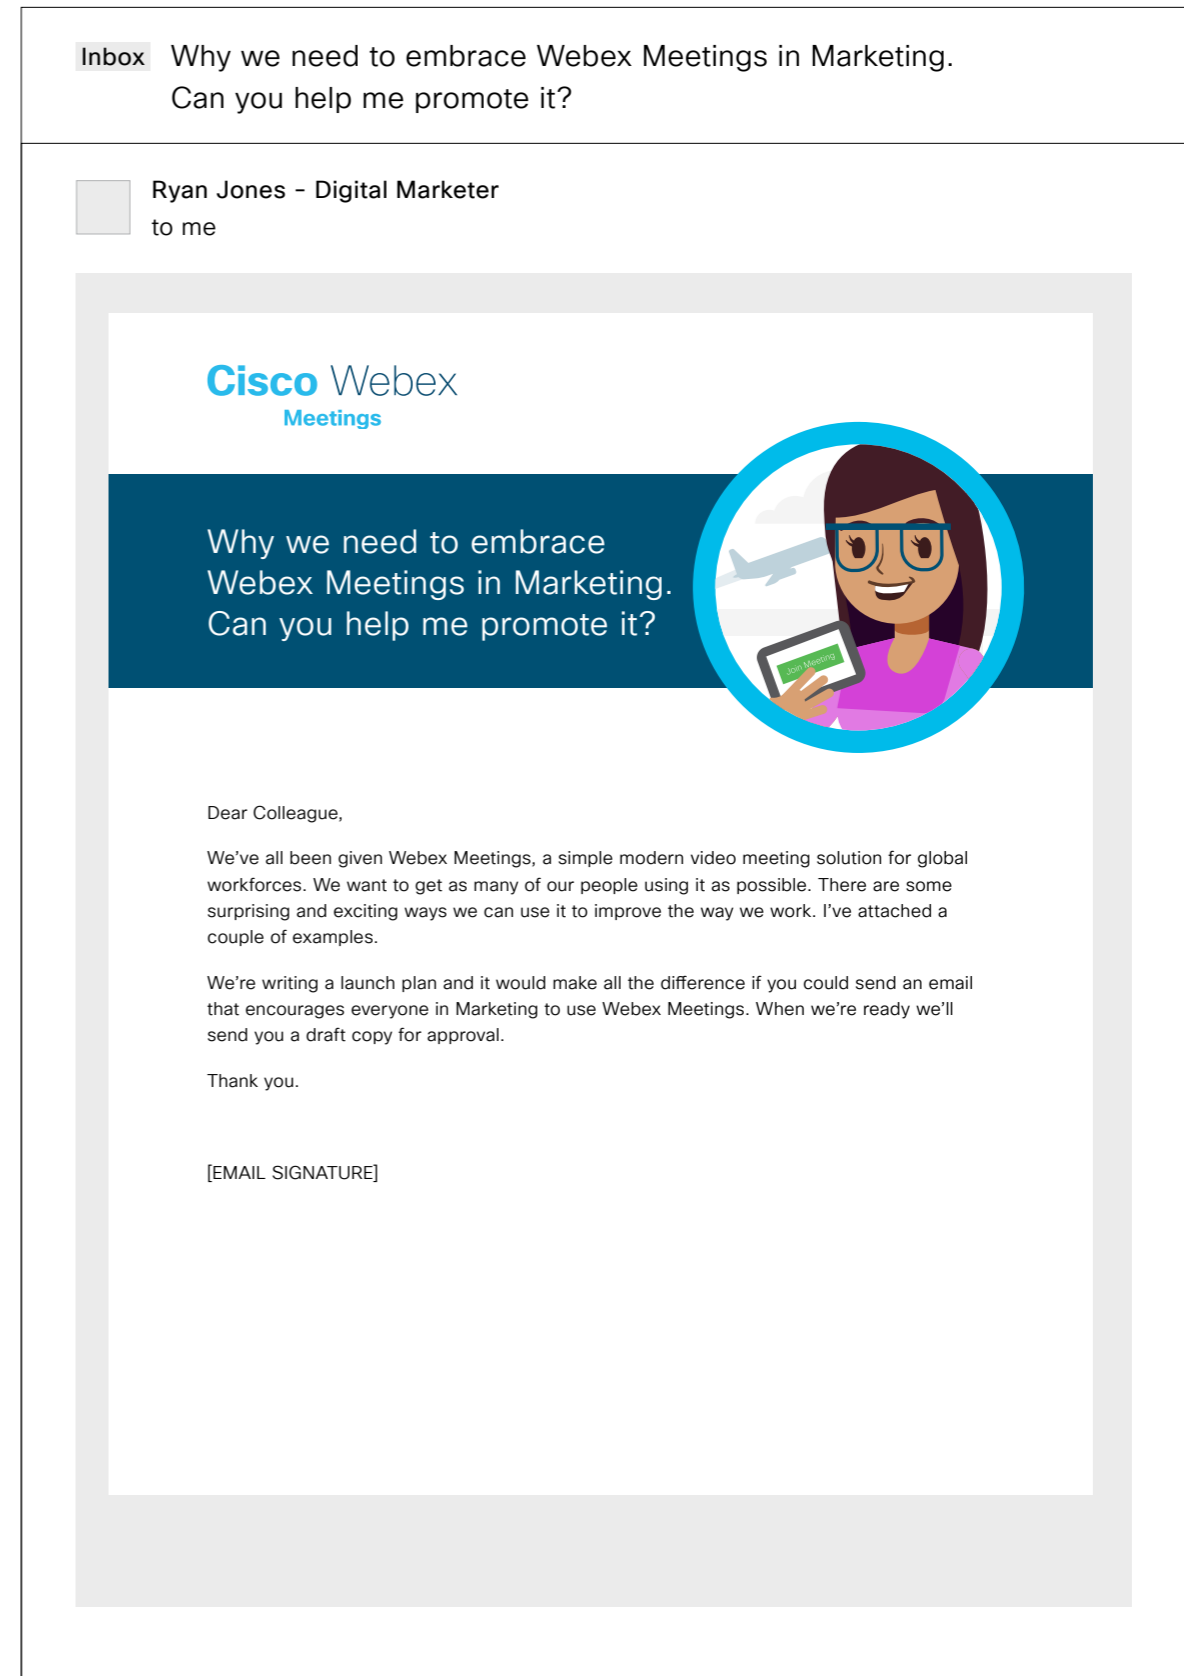 Inbox Why we need to embrace Webex Meetings in Marketing.
Can you help me promote it?
Ryan Jones - Digital Marketer
to me
Cisco Webex
Meetings
Why we need to embrace
Webex Meetings in Marketing.
Can you help me promote it?
Join Meeting
Dear Colleague,
We’ve all been given Webex Meetings, a simple modern video meeting solution for global
workforces. We want to get as many of our people using it as possible. There are some
surprising and exciting ways we can use it to improve the way we work. I’ve attached a
couple of examples.
We’re writing a launch plan and it would make all the difference if you could send an email
that encourages everyone in Marketing to use Webex Meetings. When we’re ready we’ll
send you a draft copy for approval.
Thank you.
[EMAIL SIGNATURE]